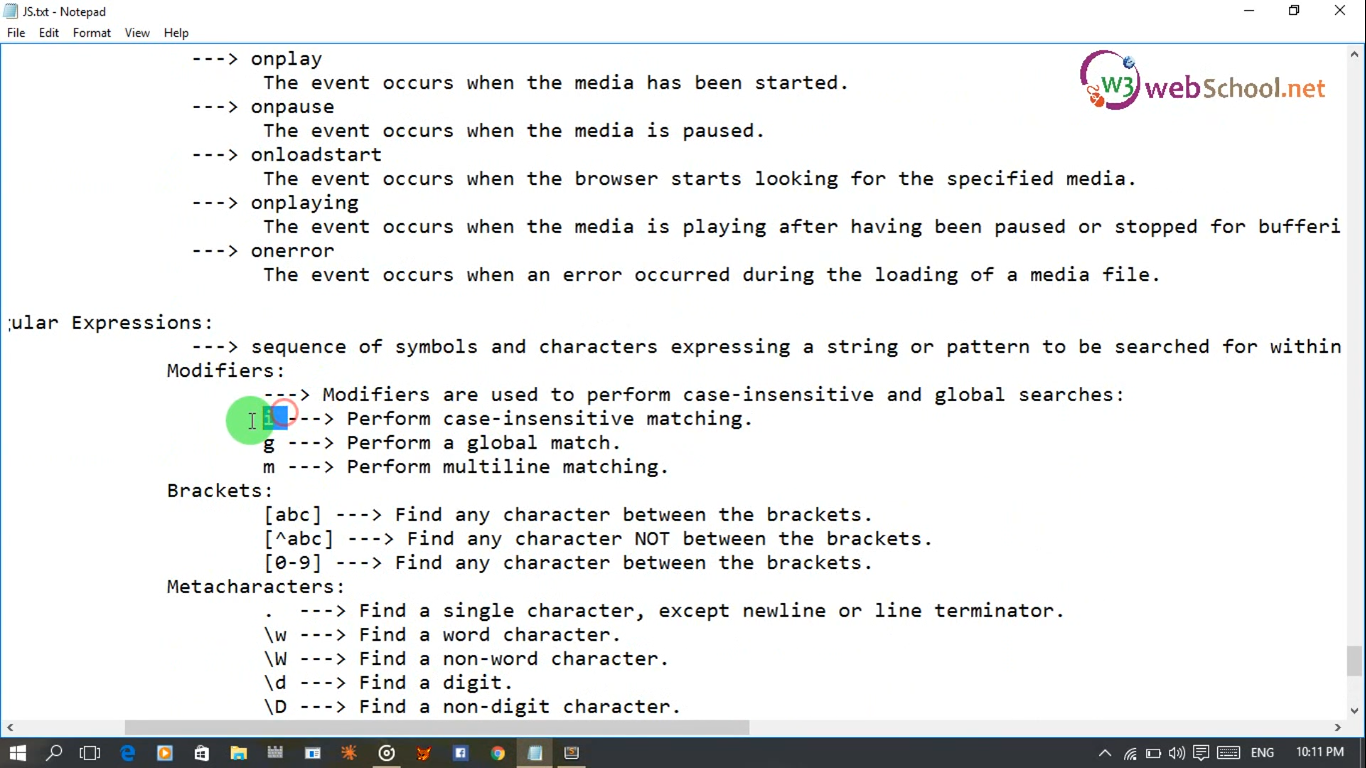 JS.txt - Notepad
File Edit Format View Help
---> onplay
The event occurs when the media has been started.
---> onpause
The event occurs when the media is paused.
---> onloadstart
The event occurs when the browser starts looking for the specified media.
---> onplaying
The event occurs when the media is playing after having been paused or stopped for bufferi
---> onerror
The event occurs when an error occurred during the loading of a media file.
W3 webSchool.net
gular Expressions:
---> sequence of symbols and characters expressing a string or pattern to be searched for within
Modifiers:
---> Modifiers are used to perform case-insensitive and global searches:
i ---> Perform case-insensitive matching.
g ---> Perform a global match.
m ---> Perform multiline matching.
Brackets:
[abc] ---> Find any character between the brackets.
[^abc] ---> Find any character NOT between the brackets.
[0-9] ---> Find any character between the brackets.
Metacharacters:
. ---> Find a single character, except newline or line terminator.
\w ---> Find a word character.
\W ---> Find a non-word character.
\d ---> Find a digit.
\D ---> Find a non-digit character.
ENG 10:11 PM